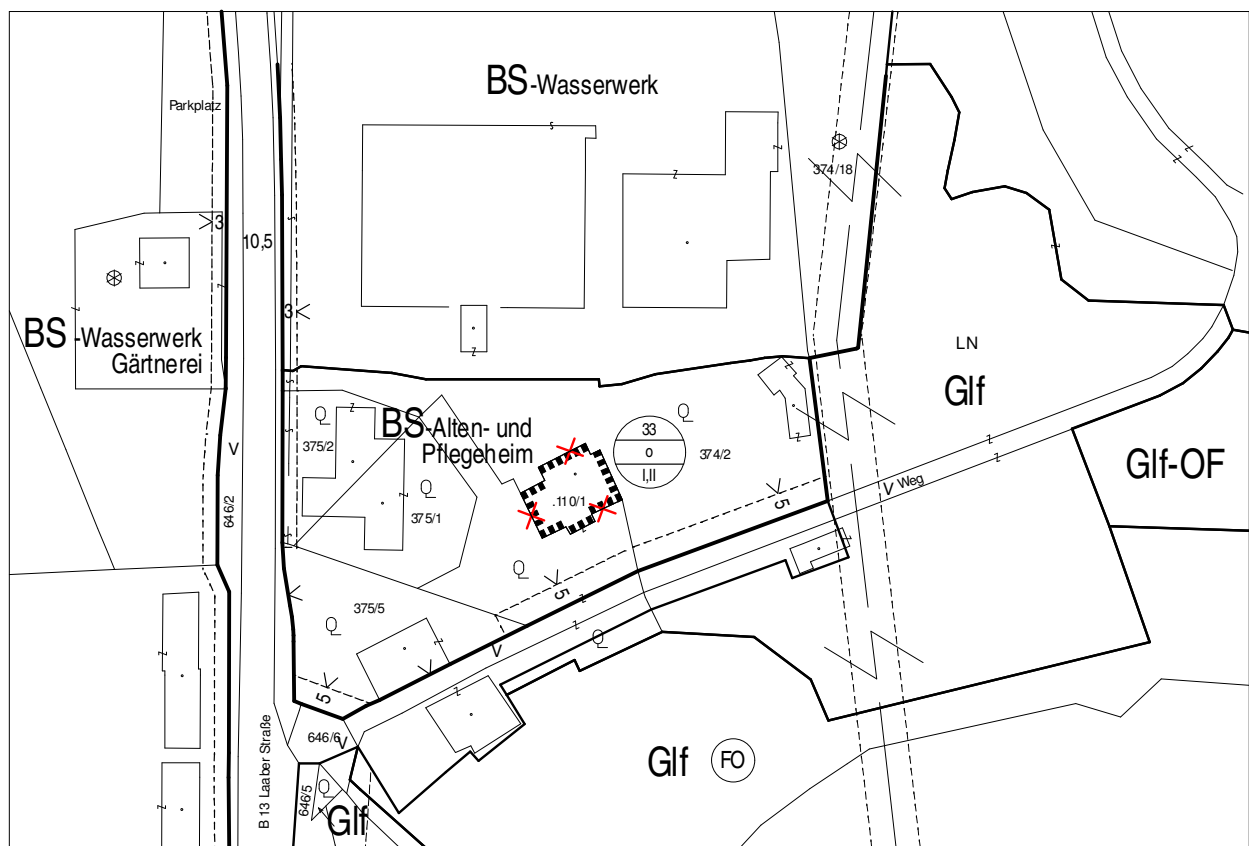 BS-Wasserwerk
Parkplatz
374/18
3
10,5
3
BS-Wasserwerk
Gärtnerei
LN
Glf
BS-Alten- und
Pflegeheim
375/2
33
o
I,II
374/2
Glf-OF
.110/1
375/1
646/2
5
Weg
5
375/5
5
646/6
B 13 Laaber Straße
646/5
Glf
Glf
FO